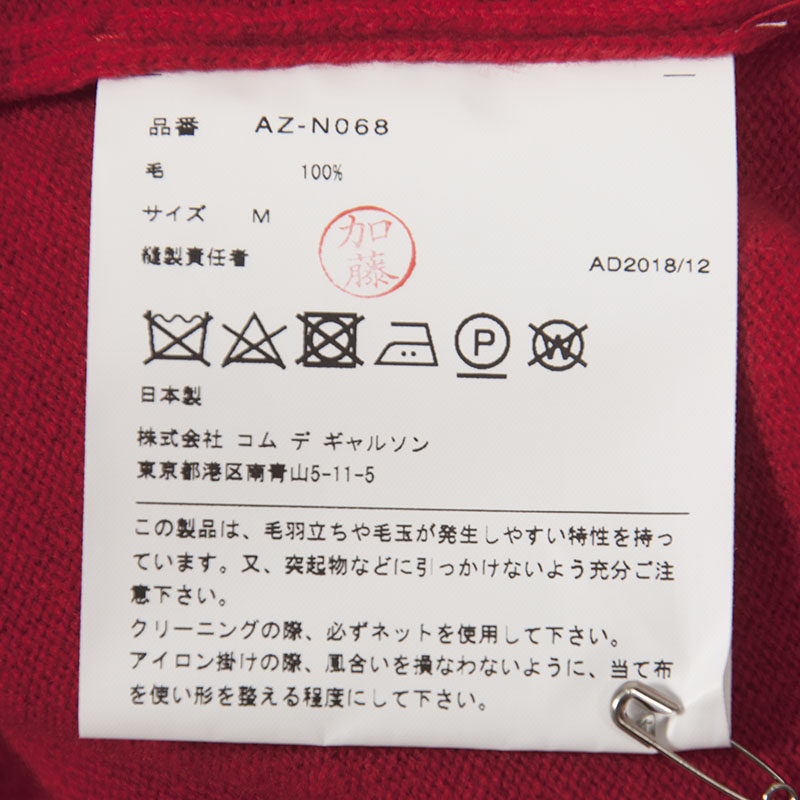 品番 AZ-N068
毛 100%
サイズ M
加藤
縫製責任者 AD2018/12
P W
日本製
株式会社 コム デ ギャルソン
東京都港区南青山5-11-5
この製品は、毛羽立ちや毛玉が発生しやすい特性を持っ
ています。又、突起物などに引っかけないよう充分ご注
意下さい。
クリーニングの際、必ずネットを使用して下さい。
アイロン掛けの際、風合いを損なわないように、当て布
を使い形を整える程度にして下さい。